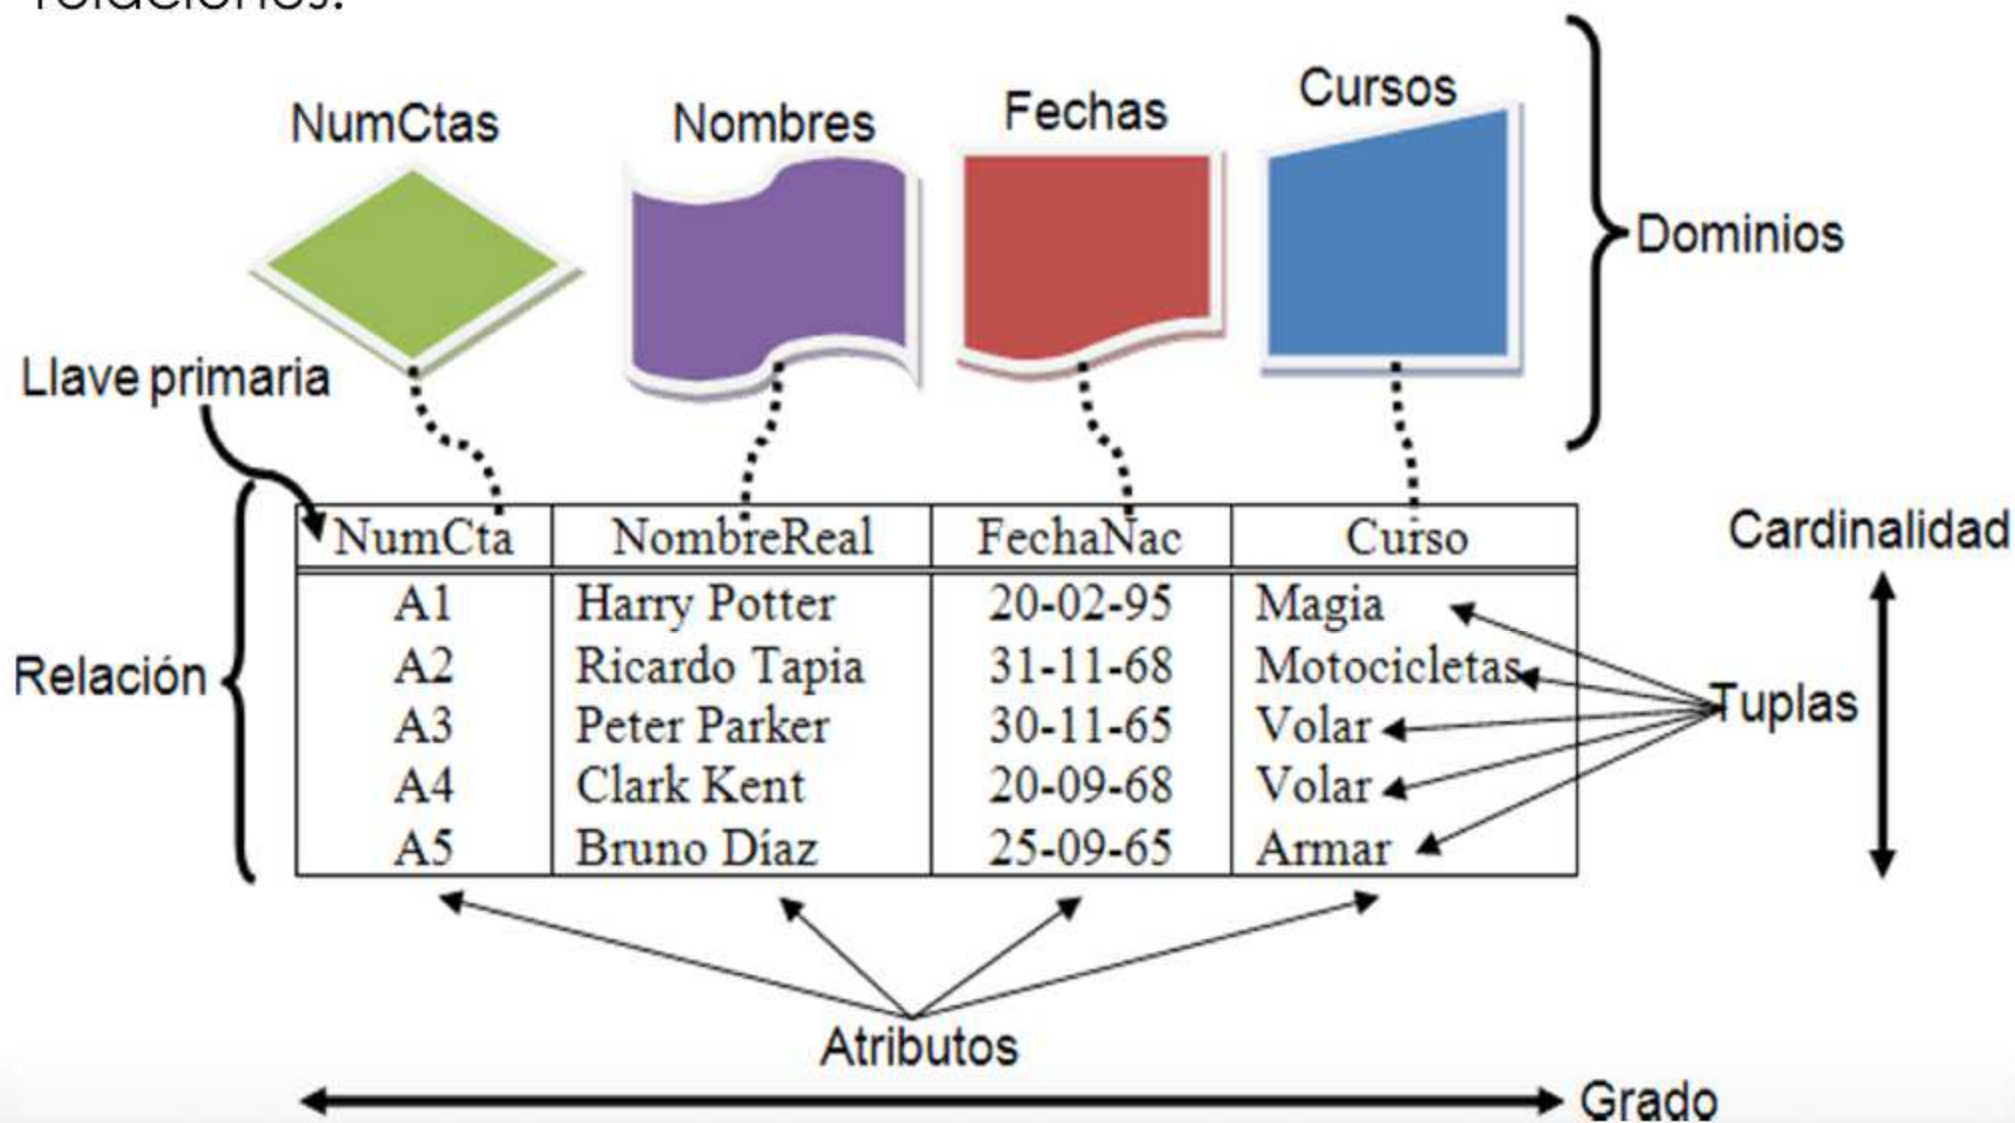 relaciones.
NumCtas
Nombres
Fechas
Cursos
Dominios
Llave primaria
Relación
NumCta NombreReal FechaNac Curso
A1 Harry Potter 20-02-95 Magia
A2 Ricardo Tapia 31-11-68 Motocicletas
A3 Peter Parker 30-11-65 Volar
A4 Clark Kent 20-09-68 Volar
A5 Bruno Díaz 25-09-65 Armar
Cardinalidad
Tuplas
Atributos
Grado